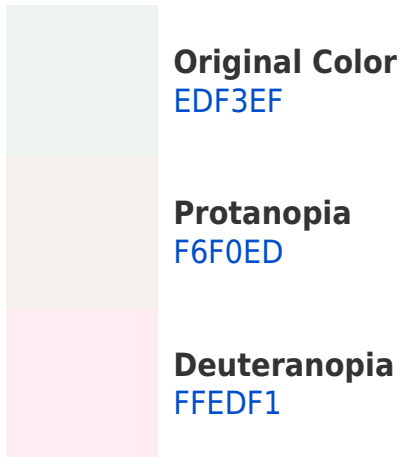 Original Color
EDF3EF
Protanopia
F6F0ED
Deuteranopia
FFEDF1